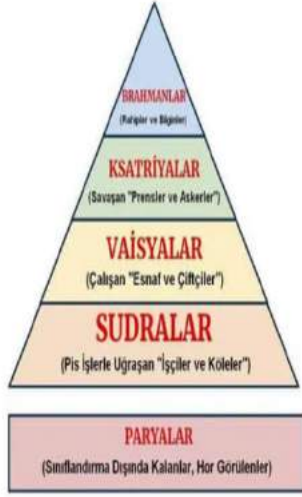 BRAHMANLAR
(Rahipler ve Bilginler)
KSATRİYALAR
(Savaşan "Prensler ve Askerler")
VAİSYALAR
(Çalışan "Esnaf ve Çiftçiler")
SUDRALAR
(Pis İşlerle Uğraşan "İşçiler ve Köleler")
PARYALAR
(Sınıflandırma Dışında Kalanlar, Hor Görülenler)